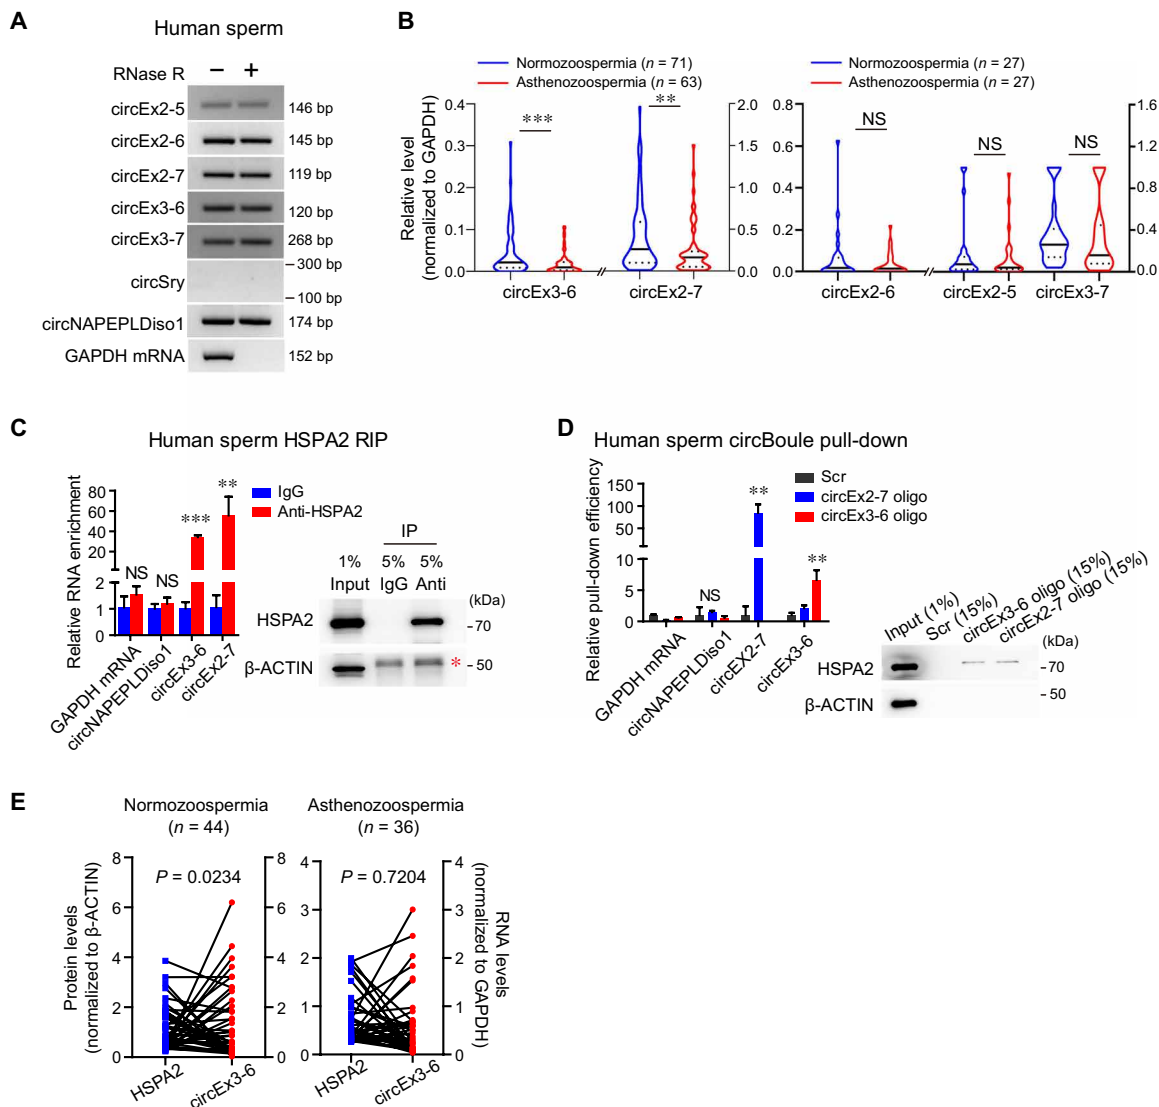 A
Human sperm
RNase R − +
circEx2-5 146 bp
circEx2-6 145 bp
circEx2-7 119 bp
circEx3-6 120 bp
circEx3-7 268 bp
−300 bp
circSry
−100 bp
circNAPEPLDiso1 174 bp
GAPDH mRNA 152 bp
B
Normozoospermia (n = 71)
Asthenozoospermia (n = 63)
Normozoospermia (n = 27)
Asthenozoospermia (n = 27)
Relative level
(normalized to GAPDH)
0.4
0.3
0.2
0.1
0.0
***
**
2.0
1.5
1.0
0.5
0.0
circEx3-6
circEx2-7
0.8
0.6
0.4
0.2
0.0
NS
NS
NS
1.6
1.2
0.8
0.4
0.0
circEx2-6
circEx2-5
circEx3-7
C
Human sperm HSPA2 RIP
Relative RNA enrichment
80
60
40
20
2
1
0
NS
NS
***
**
IgG
Anti-HSPA2
GAPDH mRNA
circNAPEPLDiso1
circEx3-6
circEx2-7
IP
1% 5% 5%
Input IgG Anti
(kDa)
HSPA2
- 70
β-ACTIN
* - 50
D
Human sperm circBoule pull-down
Relative pull-down efficiency
150
100
50
10
5
0
NS
**
**
Scr
circEx2-7 oligo
circEx3-6 oligo
GAPDH mRNA
circNAPEPLDiso1
circEX2-7
circEx3-6
Input (1%)
Scr (15%)
circEx3-6 oligo (15%)
circEx2-7 oligo (15%)
(kDa)
HSPA2
- 70
- 50
β-ACTIN
E
Normozoospermia
(n = 44)
Asthenozoospermia
(n = 36)
Protein levels
(normalized to β-ACTIN)
8
6
4
2
0
P = 0.0234
8
6
4
2
0
HSPA2
circEx3-6
4
3
2
1
0
P = 0.7204
4
3
2
1
0
HSPA2
circEx3-6
RNA levels
(normalized to GAPDH)